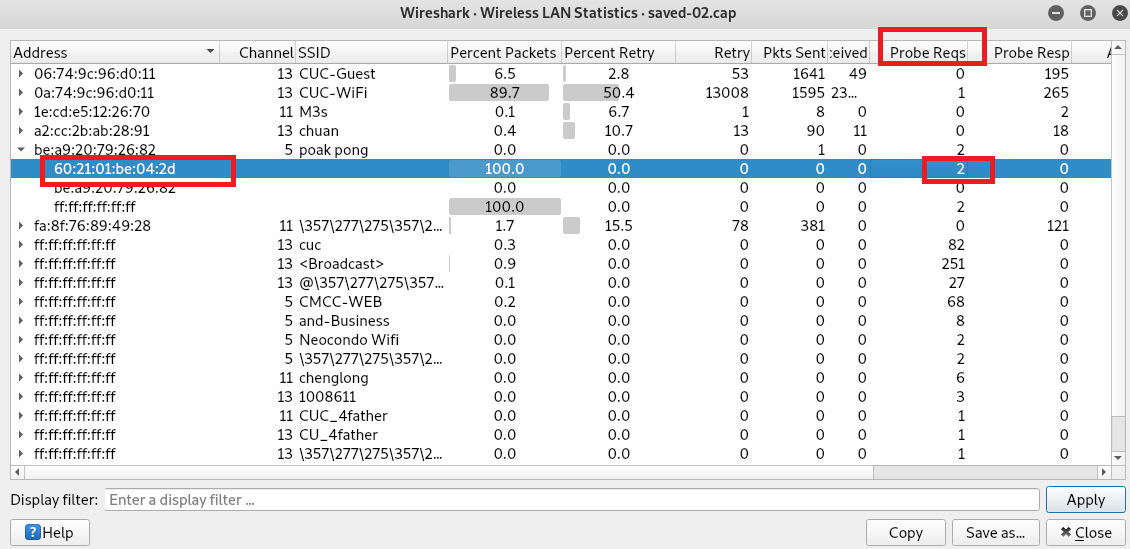 Wireshark · Wireless LAN Statistics · saved-02.cap
Address Channel SSID Percent Packets Percent Retry Retry Pkts Sent :eived Probe Reqs Probe Resp
06:74:9c:96:d0:11 13 CUC-Guest 6.5 2.8 53 1641 49 0 195
0a:74:9c:96:d0:11 13 CUC-WiFi 89.7 50.4 13008 1595 23... 1 265
1e:cd:e5:12:26:70 11 M3s 0.1 6.7 1 8 0 0 2
a2:cc:2b:ab:28:91 13 chuan 0.4 10.7 13 90 11 0 18
be:a9:20:79:26:82 5 poak pong 0.0 0.0 0 1 0 2 0
60:21:01:be:04:2d 100.0 0.0 0 0 0 2 0
be:a9:20:79:26:82 0.0 0.0 0 0 0 0 0
ff:ff:ff:ff:ff:ff 100.0 0.0 0 0 0 2 0
fa:8f:76:89:49:28 11 \357\277\275\357\2... 1.7 15.5 78 381 0 0 121
ff:ff:ff:ff:ff:ff 13 cuc 0.3 0.0 0 0 0 82 0
ff:ff:ff:ff:ff:ff 13 <Broadcast> 0.9 0.0 0 0 0 251 0
ff:ff:ff:ff:ff:ff 13 @\357\277\275\357... 0.1 0.0 0 0 0 27 0
ff:ff:ff:ff:ff:ff 5 CMCC-WEB 0.2 0.0 0 0 0 68 0
ff:ff:ff:ff:ff:ff 5 and-Business 0.0 0.0 0 0 0 8 0
ff:ff:ff:ff:ff:ff 5 Neocondo Wifi 0.0 0.0 0 0 0 2 0
ff:ff:ff:ff:ff:ff 5 \357\277\275\357\2... 0.0 0.0 0 0 0 2 0
ff:ff:ff:ff:ff:ff 11 chenglong 0.0 0.0 0 0 0 6 0
ff:ff:ff:ff:ff:ff 13 1008611 0.0 0.0 0 0 0 3 0
ff:ff:ff:ff:ff:ff 11 CUC_4father 0.0 0.0 0 0 0 1 0
ff:ff:ff:ff:ff:ff 13 CU_4father 0.0 0.0 0 0 0 1 0
ff:ff:ff:ff:ff:ff 13 \357\277\275\357\2... 0.0 0.0 0 0 0 1 0
Display filter: Enter a display filter ... Apply
Help Copy Save as... Close